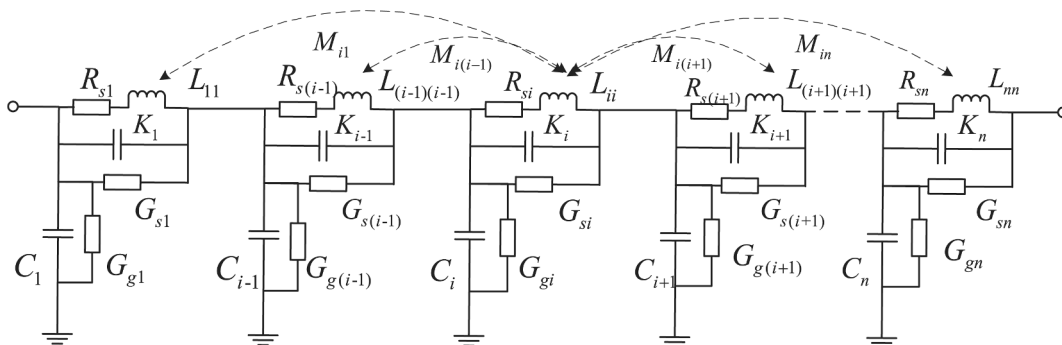 M_{i1} M_{i(i-1)} M_{i(i+1)} M_{in}
R_{s1} L_{11} R_{s(i-1)} L_{(i-1)(i-1)} R_{si} L_{ii} R_{s(i+1)} L_{(i+1)(i+1)} R_{sn} L_{nn}
K_1 K_{i-1} K_i K_{i+1} K_n
G_{s1} G_{s(i-1)} G_{si} G_{s(i+1)} G_{sn}
C_1 G_{g1} C_{i-1} G_{g(i-1)} C_i G_{gi} C_{i+1} G_{g(i+1)} C_n G_{gn}